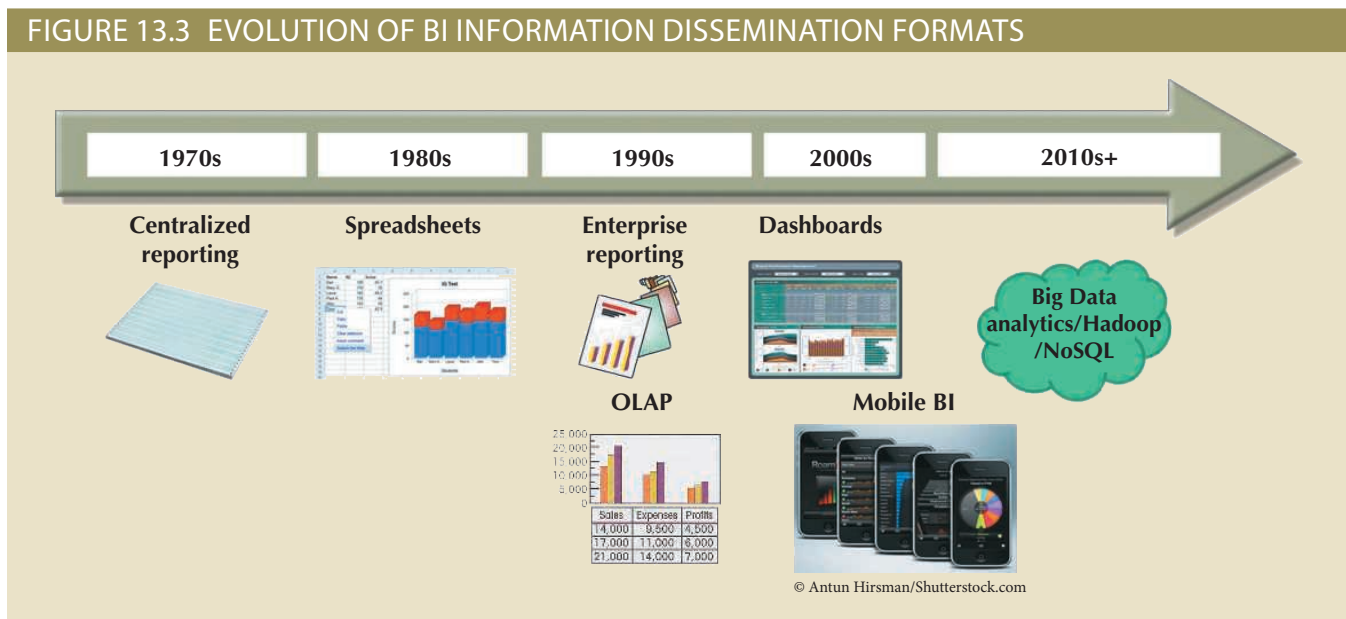 FIGURE 13.3 EVOLUTION OF BI INFORMATION DISSEMINATION FORMATS
1970s
1980s
1990s
2000s
2010s+
Centralized
reporting
Spreadsheets
Enterprise
reporting
Dashboards
Big Data
analytics/Hadoop
/NoSQL
OLAP
25,000
20,000
15,000
10,000
5,000
0
Sales Expenses Profits
14,000 9,500 4,500
17,000 11,000 6,000
21,000 14,000 7,000
Mobile BI
© Antun Hirsman/Shutterstock.com